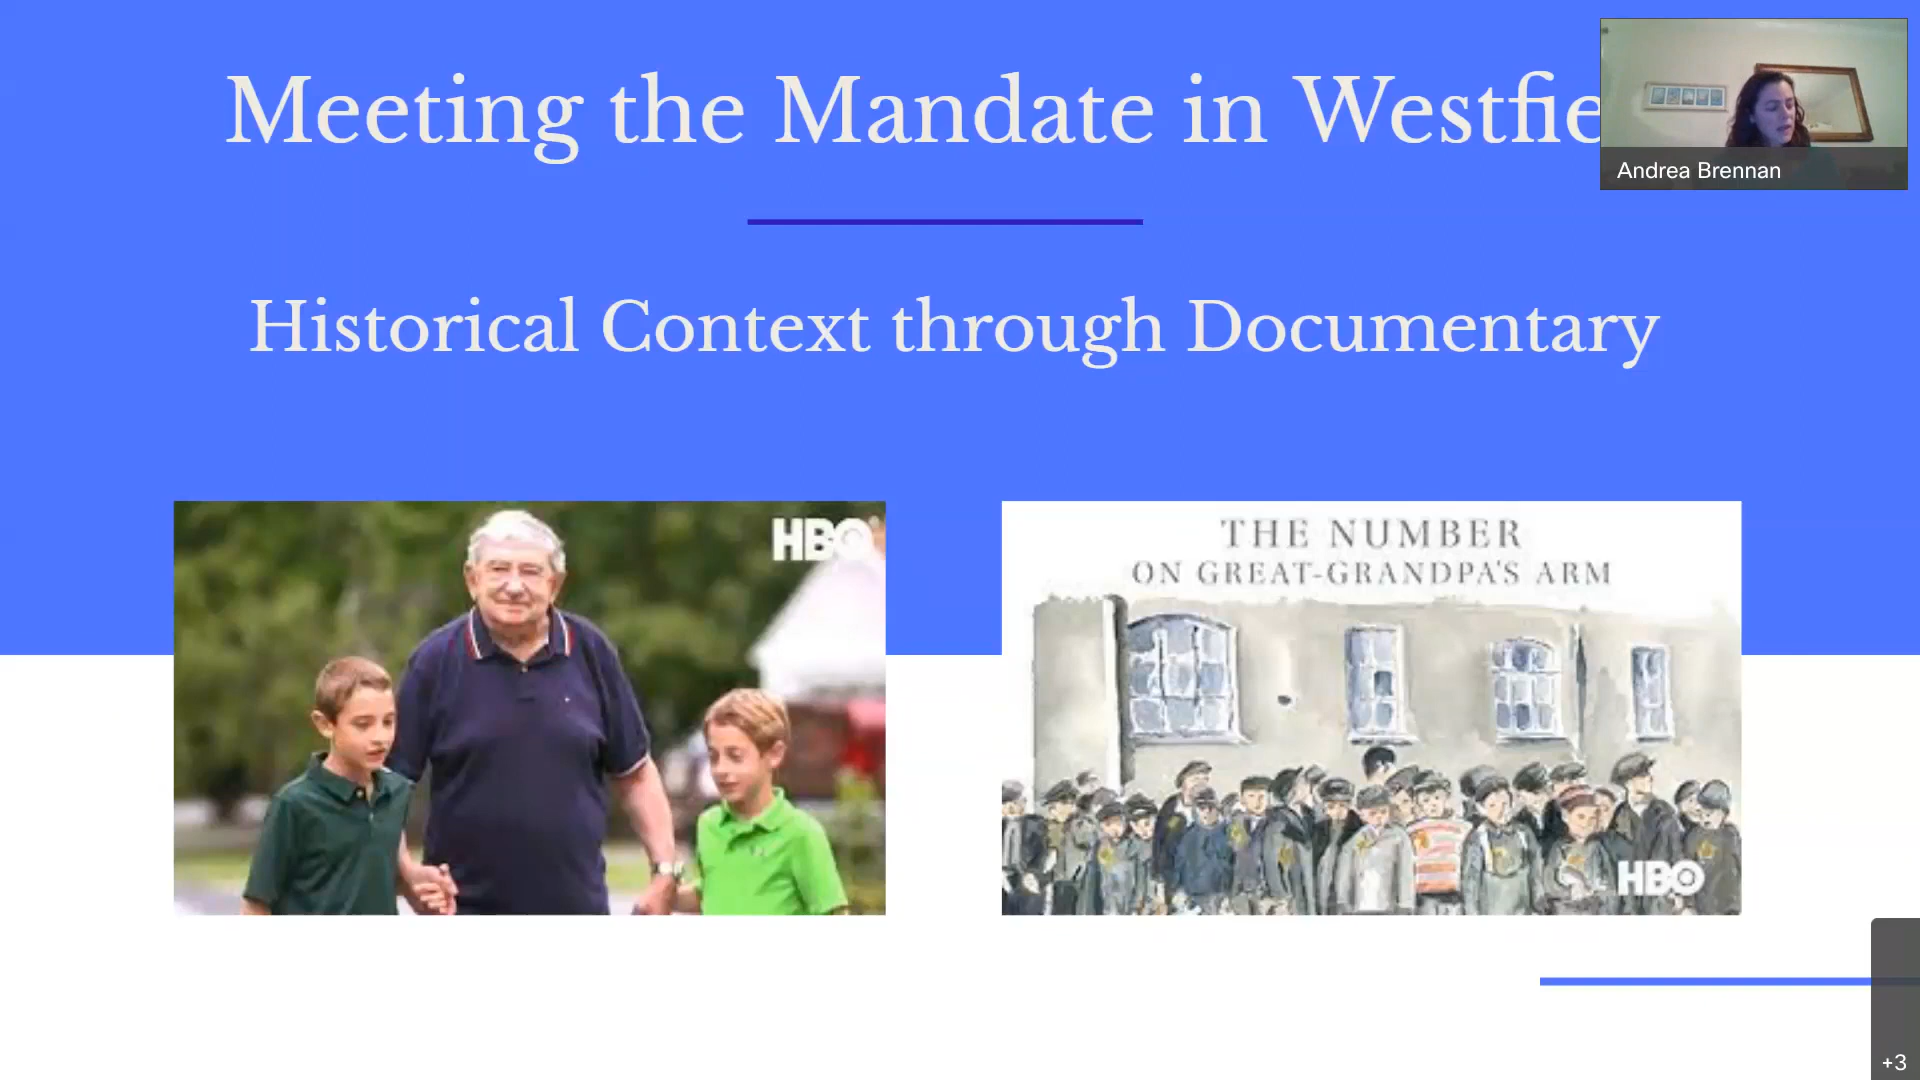 Meeting the Mandate in Westfie
Andrea Brennan
Historical Context through Documentary
HBO
THE NUMBER
ON GREAT-GRANDPA'S ARM
HBO
+3